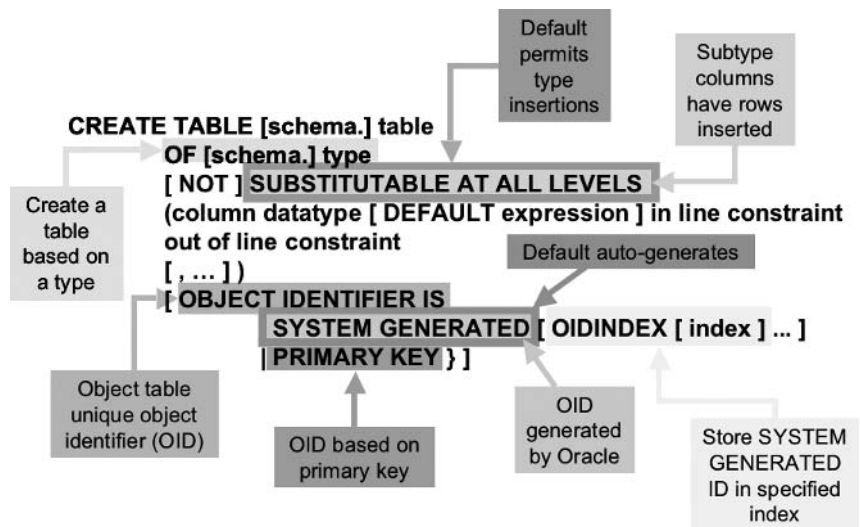 Default
permits
type
insertions
Subtype
columns
have rows
inserted
CREATE TABLE [schema.] table
OF [schema.] type
[ NOT ] SUBSTITUTABLE AT ALL LEVELS
(column datatype [ DEFAULT expression ] in line constraint
out of line constraint
[ , ... ] )
Create a
table
based on
a type
Default auto-generates
[ OBJECT IDENTIFIER IS
SYSTEM GENERATED [ OIDINDEX [ index ] ... ]
| PRIMARY KEY } ]
Object table
unique object
identifier (OID)
OID based on
primary key
OID
generated
by Oracle
Store SYSTEM
GENERATED
ID in specified
index